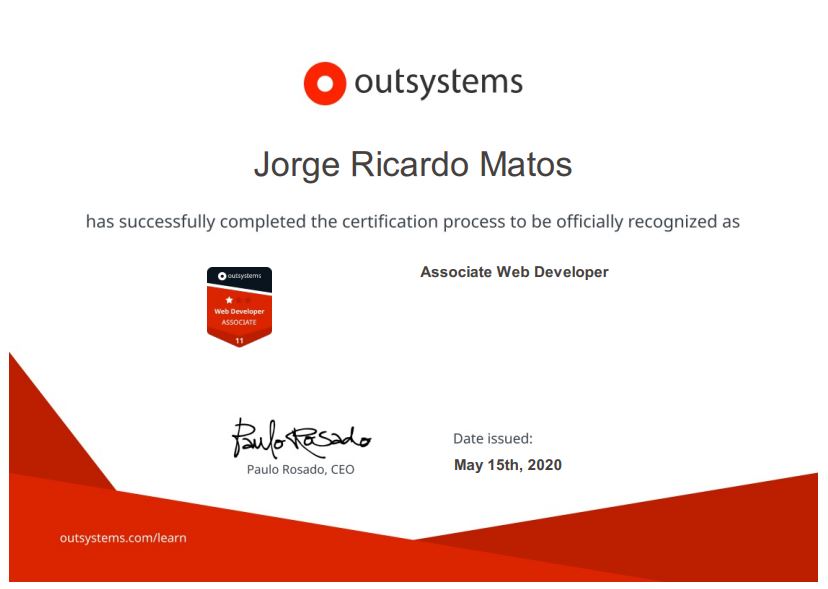 outsystems
Jorge Ricardo Matos
has successfully completed the certification process to be officially recognized as
outsystems
Web Developer
ASSOCIATE
11
Associate Web Developer
Paulo Rosado
Paulo Rosado, CEO
Date issued:
May 15th, 2020
outsystems.com/learn